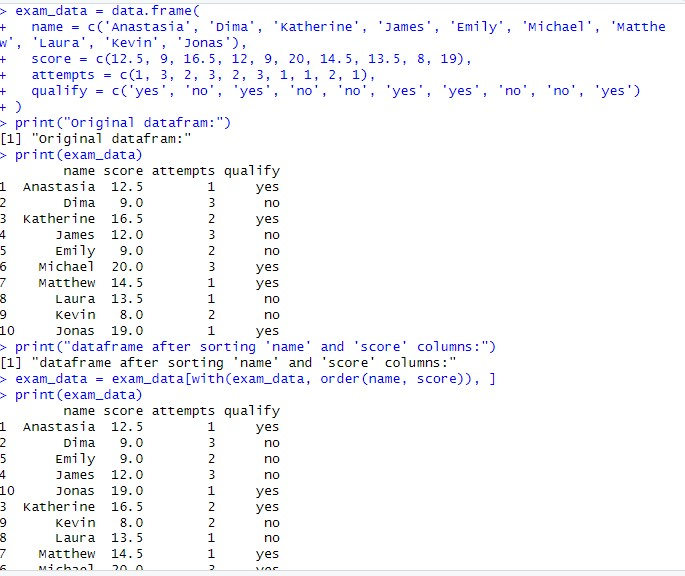 > exam_data = data.frame(
+   name = c('Anastasia', 'Dima', 'Katherine', 'James', 'Emily', 'Michael', 'Matthe
w', 'Laura', 'Kevin', 'Jonas'),
+   score = c(12.5, 9, 16.5, 12, 9, 20, 14.5, 13.5, 8, 19),
+   attempts = c(1, 3, 2, 3, 2, 3, 1, 1, 2, 1),
+   qualify = c('yes', 'no', 'yes', 'no', 'no', 'yes', 'yes', 'no', 'no', 'yes')
+ )
> print("Original datafram:")
[1] "Original datafram:"
> print(exam_data)
        name score attempts qualify
1  Anastasia  12.5        1     yes
2       Dima   9.0        3      no
3  Katherine  16.5        2     yes
4      James  12.0        3      no
5      Emily   9.0        2      no
6    Michael  20.0        3     yes
7    Matthew  14.5        1     yes
8      Laura  13.5        1      no
9      Kevin   8.0        2      no
10     Jonas  19.0        1     yes
> print("dataframe after sorting 'name' and 'score' columns:")
[1] "dataframe after sorting 'name' and 'score' columns:"
> exam_data = exam_data[with(exam_data, order(name, score)), ]
> print(exam_data)
        name score attempts qualify
1  Anastasia  12.5        1     yes
2       Dima   9.0        3      no
5      Emily   9.0        2      no
4      James  12.0        3      no
10     Jonas  19.0        1     yes
3  Katherine  16.5        2     yes
9      Kevin   8.0        2      no
8      Laura  13.5        1      no
7    Matthew  14.5        1     yes
6    Michael  20.0        3     yes